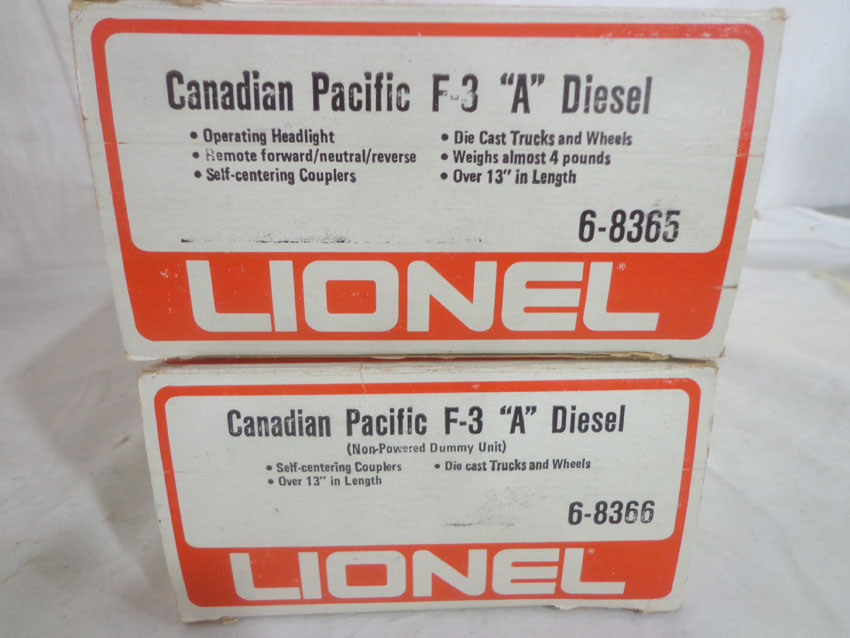 Canadian Pacific F-3 "A" Diesel
• Operating Headlight • Die Cast Trucks and Wheels
• Remote forward/neutral/reverse • Weighs almost 4 pounds
• Self-centering Couplers • Over 13" in Length
6-8365
LIONEL®
Canadian Pacific F-3 "A" Diesel
(Non-Powered Dummy Unit)
• Self-centering Couplers • Die cast Trucks and Wheels
• Over 13" in Length
6-8366
LIONEL